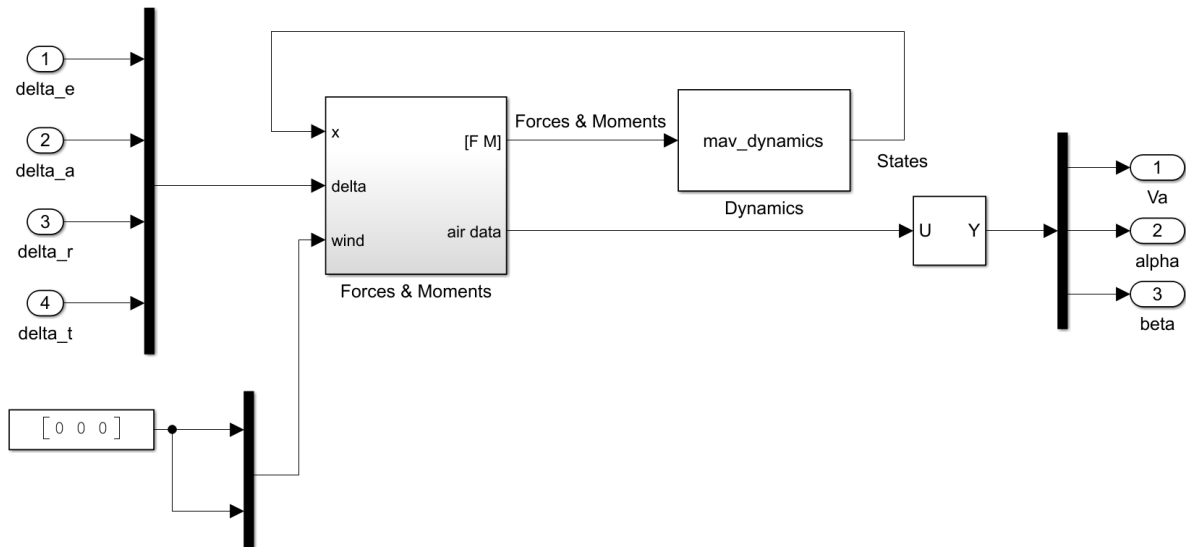 1
delta_e
2
delta_a
3
delta_r
4
delta_t
[0 0 0]
x
delta
wind
[F M]
air data
Forces & Moments
Forces & Moments
mav_dynamics
Dynamics
States
U Y
1
Va
2
alpha
3
beta